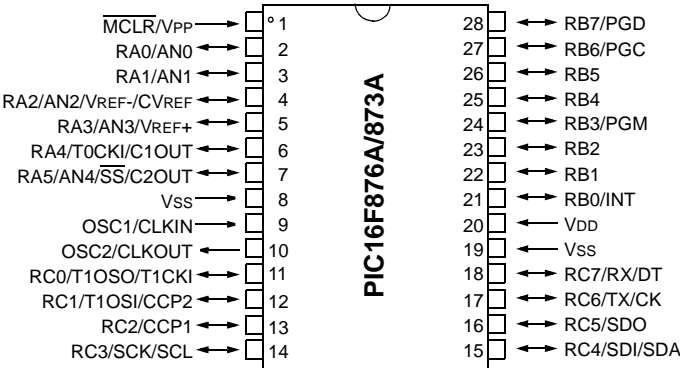 MCLR/VPP 1 28 RB7/PGD
RA0/AN0 2 27 RB6/PGC
RA1/AN1 3 26 RB5
RA2/AN2/VREF-/CVREF 4 25 RB4
RA3/AN3/VREF+ 5 24 RB3/PGM
RA4/T0CKI/C1OUT 6 23 RB2
RA5/AN4/SS/C2OUT 7 22 RB1
VSS 8 21 RB0/INT
OSC1/CLKIN 9 20 VDD
OSC2/CLKOUT 10 19 VSS
RC0/T1OSO/T1CKI 11 18 RC7/RX/DT
RC1/T1OSI/CCP2 12 17 RC6/TX/CK
RC2/CCP1 13 16 RC5/SDO
RC3/SCK/SCL 14 15 RC4/SDI/SDA
PIC16F876A/873A